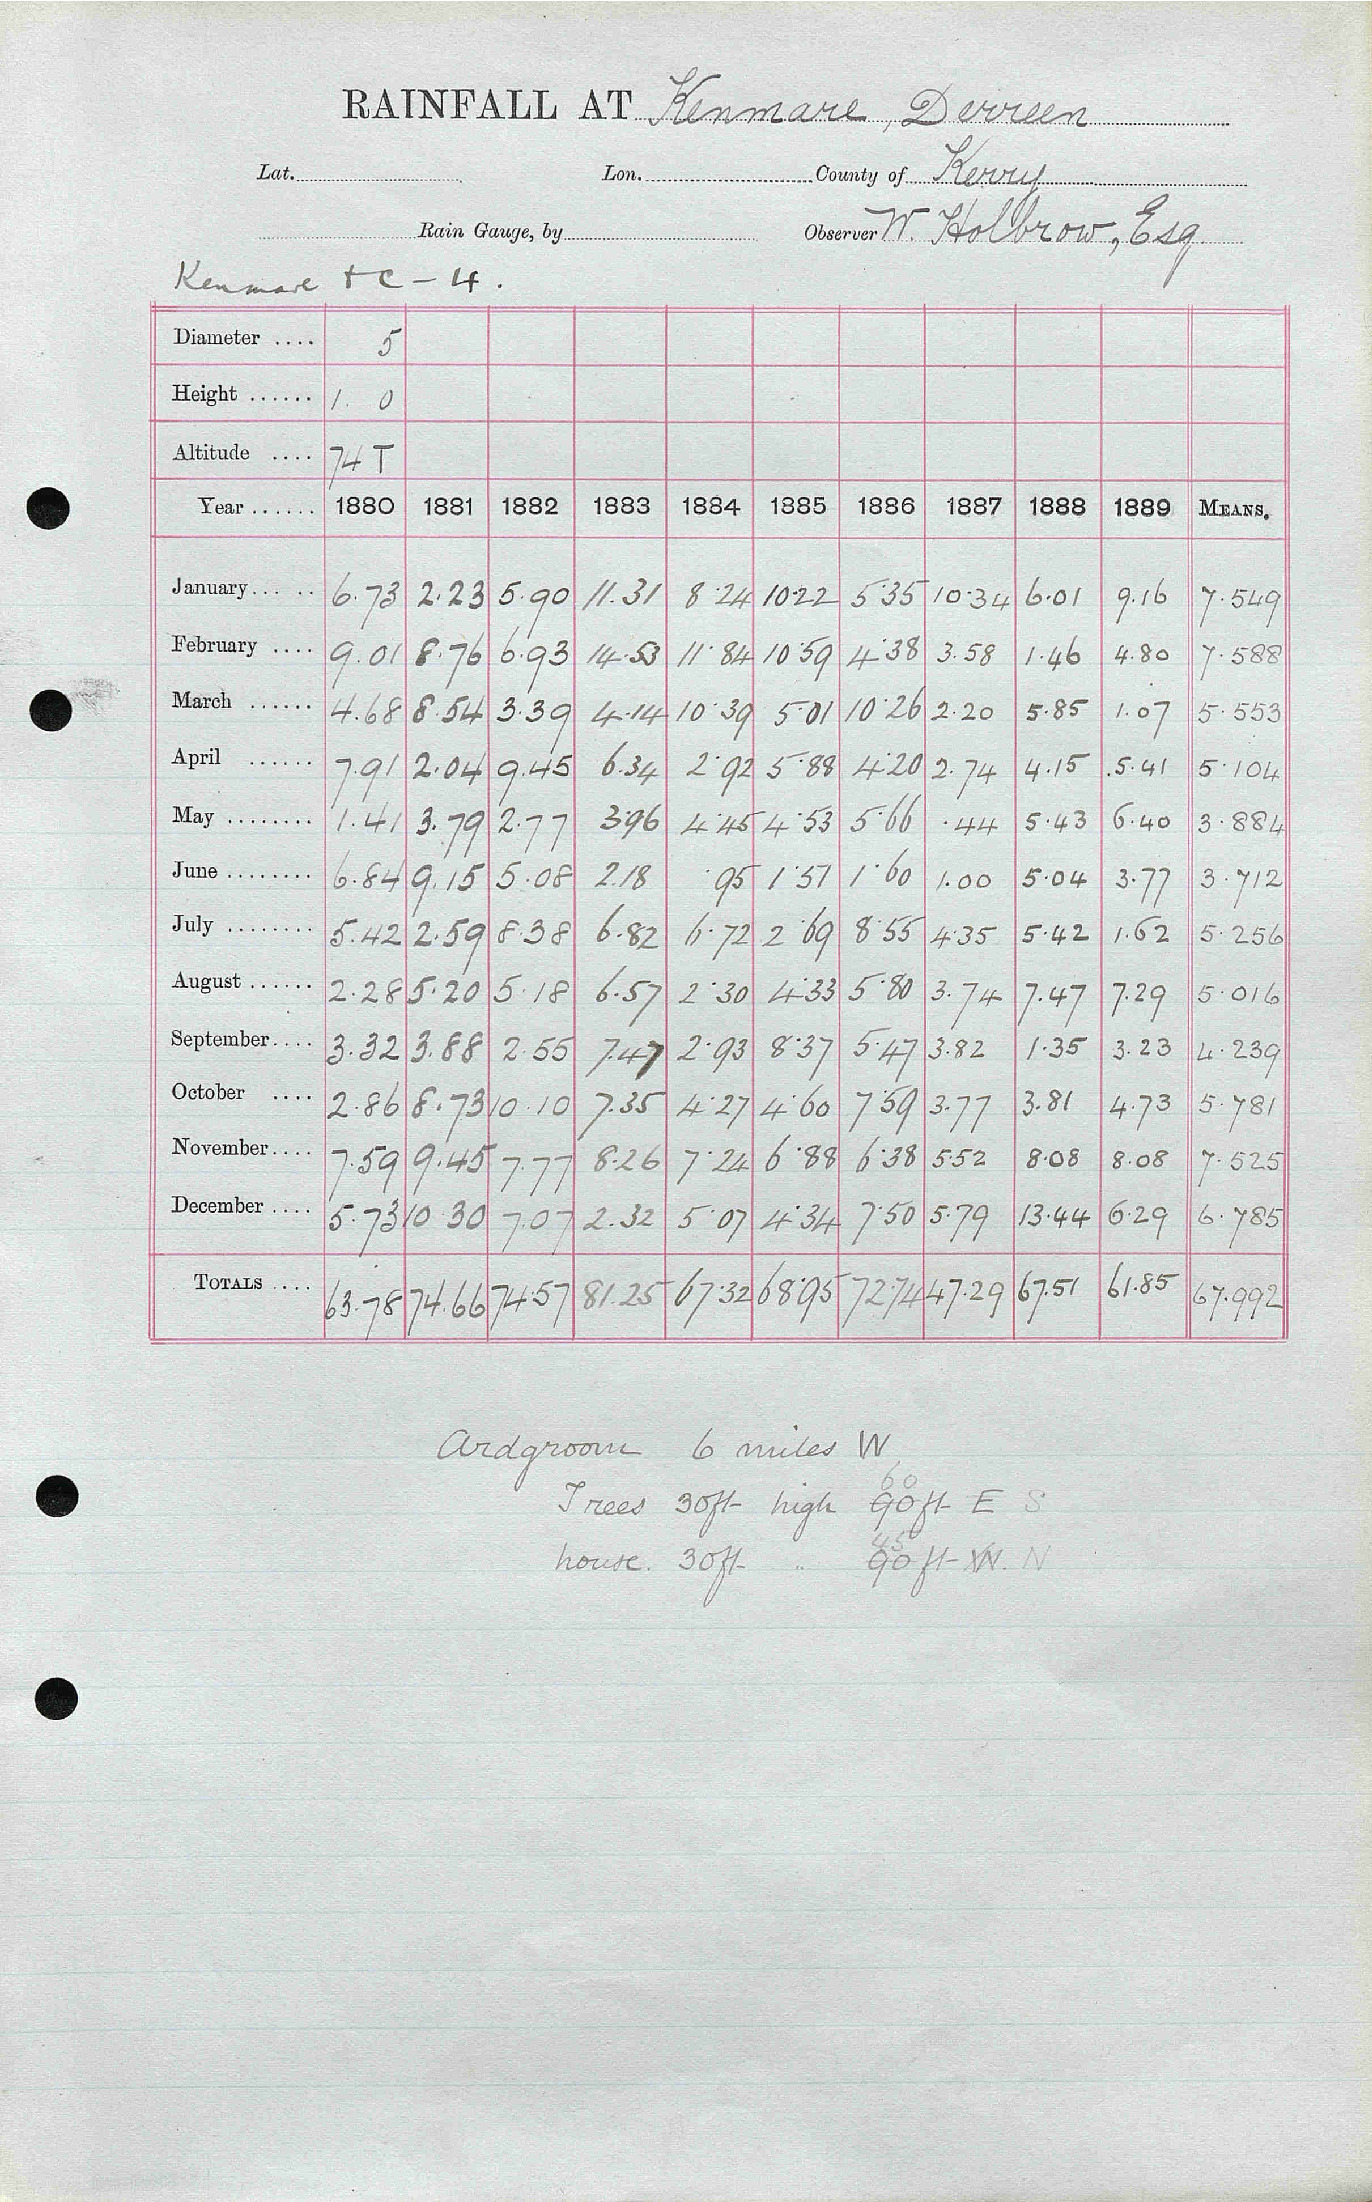 RAINFALL AT Kenmare, Derreen
Lat. Lon. County of Kerry
Rain Gauge, by Observer W. Holbrow, Esq.
Kenmare + C - 4.
Diameter .... 5
Height ...... 1. 0
Altitude .... 74 T
Year ...... 1880 1881 1882 1883 1884 1885 1886 1887 1888 1889 MEANS.
January... .. 6.73 2.23 5.90 11.31 8.24 10.22 5.35 10.34 6.01 9.16 7.549
February .... 9.01 8.76 6.93 14.53 11.84 10.59 4.38 3.58 1.46 4.80 7.588
March ...... 4.68 8.54 3.39 4.14 10.39 5.01 10.26 2.20 5.85 1.07 5.553
April ...... 7.91 2.04 9.45 6.34 2.92 5.88 4.20 2.74 4.15 5.41 5.104
May ........ 1.41 3.79 2.77 3.96 4.45 4.53 5.66 .44 5.43 6.40 3.884
June ........ 6.84 9.15 5.08 2.18 .95 1.51 1.60 1.00 5.04 3.77 3.712
July ........ 5.42 2.59 8.38 6.82 6.72 2.69 8.55 4.35 5.42 1.62 5.256
August ...... 2.28 5.20 5.18 6.57 2.30 4.33 5.80 3.74 7.47 7.29 5.016
September.... 3.32 3.88 2.55 7.47 2.93 8.37 5.47 3.82 1.35 3.23 4.239
October .... 2.86 8.73 10.10 7.35 4.27 4.60 7.59 3.77 3.81 4.73 5.781
November.... 7.59 9.45 7.77 8.26 7.24 6.88 6.38 5.52 8.08 8.08 7.525
December .... 5.73 10.30 7.07 2.32 5.07 4.34 7.50 5.79 13.44 6.29 6.785
TOTALS .... 63.78 74.66 74.57 81.25 67.32 68.95 72.74 47.29 67.51 61.85 67.992
Ardgroom 6 miles W
60
Trees 30ft high 90ft E S
45
house. 30ft " 90ft W. N